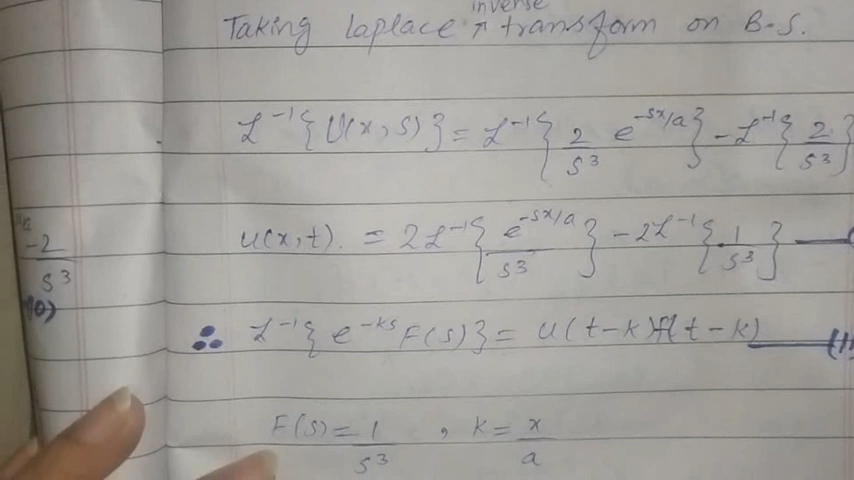 Taking Laplace inverse transform on B.S.
ℒ⁻¹{U(x,s)} = ℒ⁻¹{2/s³ e^(-sx/a)} - ℒ⁻¹{2/s³}
u(x,t). = 2ℒ⁻¹{e^(-sx/a)/s³} - 2ℒ⁻¹{1/s³}
-2/s³
∴ ℒ⁻¹{e^(-ks) F(s)} = u(t-k)f(t-k)
F(s) = 1/s³ , k = x/a